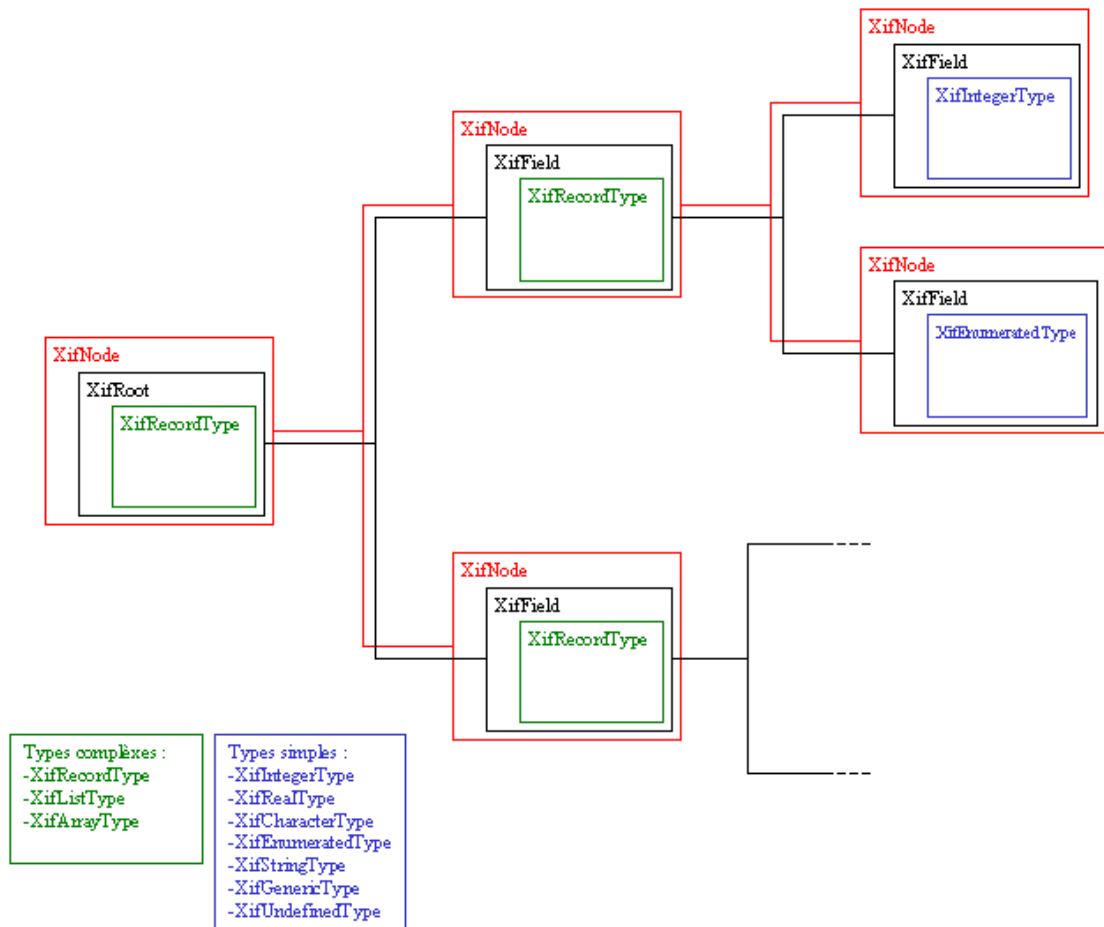 XifNode
XifField
XifIntegerType
XifNode
XifField
XifRecordType
XifNode
XifField
XifEnumeratedType
XifNode
XifRoot
XifRecordType
XifNode
XifField
XifRecordType
Types complèxes :
-XifRecordType
-XifListType
-XifArrayType
Types simples :
-XifIntegerType
-XifRealType
-XifCharacterType
-XifEnumeratedType
-XifStringType
-XifGenericType
-XifUndefinedType